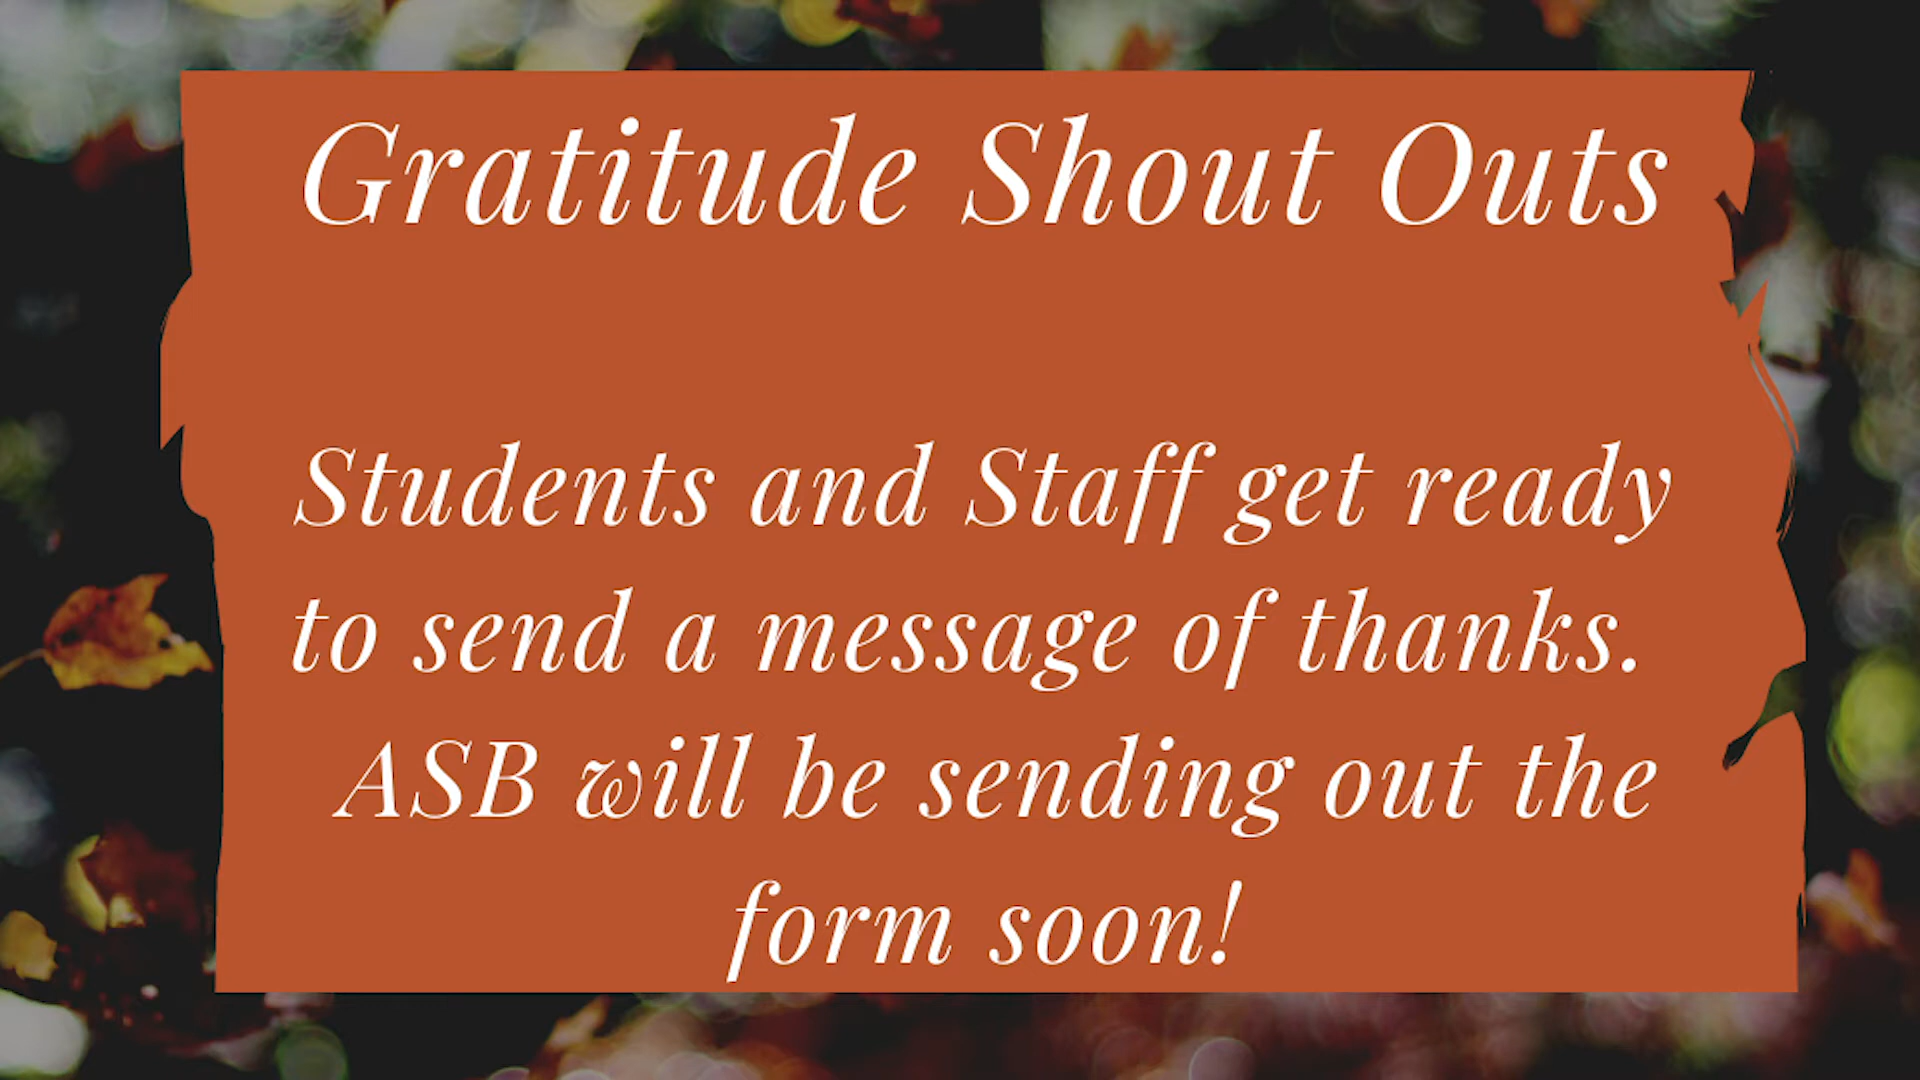 Gratitude Shout Outs
Students and Staff get ready
to send a message of thanks.
ASB will be sending out the
form soon!